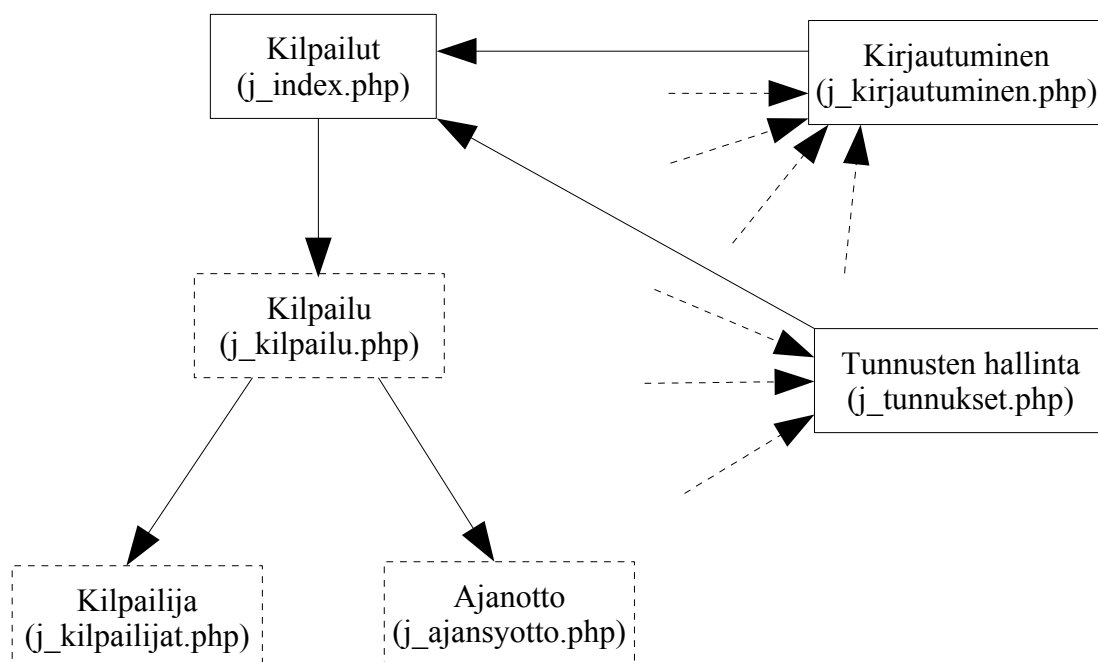 Kilpailut
(j_index.php)
Kirjautuminen
(j_kirjautuminen.php)
Kilpailu
(j_kilpailu.php)
Tunnusten hallinta
(j_tunnukset.php)
Kilpailija
(j_kilpailijat.php)
Ajanotto
(j_ajansyotto.php)